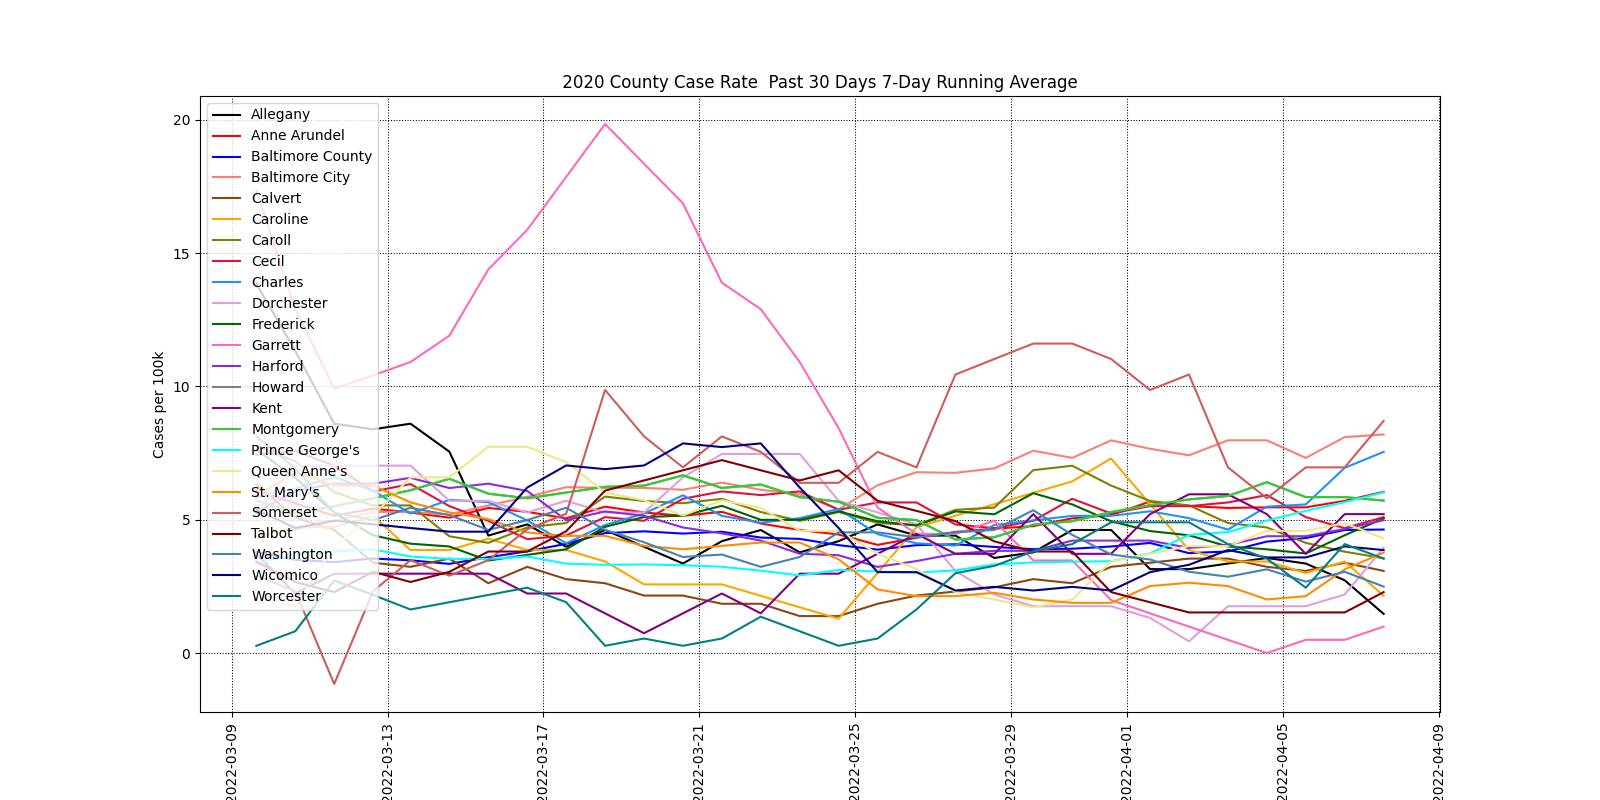 2020 County Case Rate  Past 30 Days 7-Day Running Average
Cases per 100k
20
15
10
5
0
Allegany
Anne Arundel
Baltimore County
Baltimore City
Calvert
Caroline
Caroll
Cecil
Charles
Dorchester
Frederick
Garrett
Harford
Howard
Kent
Montgomery
Prince George's
Queen Anne's
St. Mary's
Somerset
Talbot
Washington
Wicomico
Worcester
2022-03-09
2022-03-13
2022-03-17
2022-03-21
2022-03-25
2022-03-29
2022-04-01
2022-04-05
2022-04-09